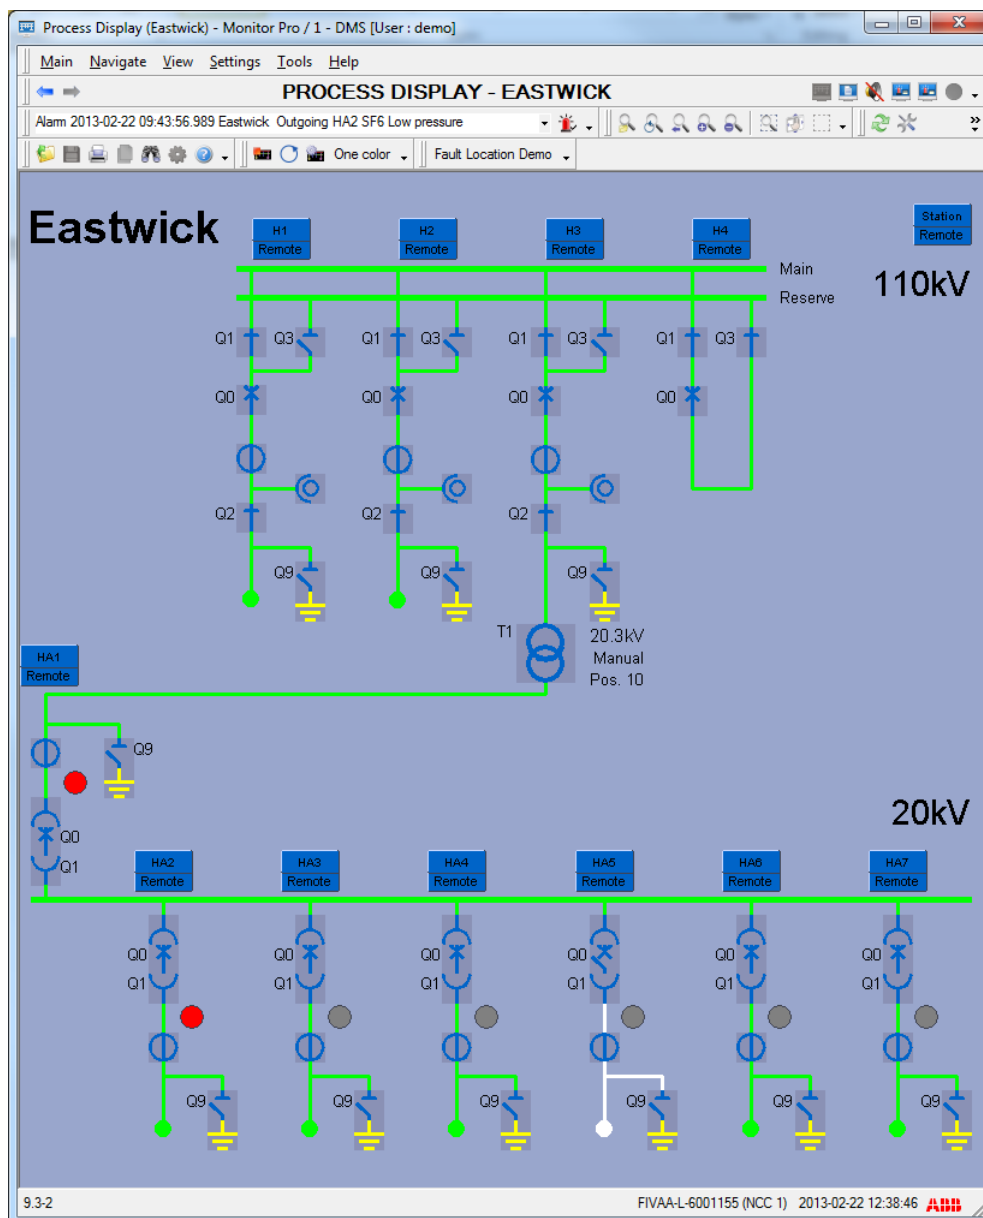 Process Display (Eastwick) - Monitor Pro / 1 - DMS [User : demo]
Main Navigate View Settings Tools Help
PROCESS DISPLAY - EASTWICK
Alarm 2013-02-22 09:43:56.989 Eastwick Outgoing HA2 SF6 Low pressure
One color Fault Location Demo
Eastwick
H1 H2 H3 H4 Station
Remote Remote Remote Remote Remote
Main
110kV
Reserve
Q1 Q3 Q1 Q3 Q1 Q3 Q1 Q3
Q0 Q0 Q0 Q0
Q2 Q2 Q2
Q9 Q9 Q9
T1 20.3kV
Manual
Pos. 10
HA1
Remote
Q9
20kV
Q0
Q1
HA2 HA3 HA4 HA5 HA6 HA7
Remote Remote Remote Remote Remote Remote
Q0 Q0 Q0 Q0 Q0 Q0
Q1 Q1 Q1 Q1 Q1 Q1
Q9 Q9 Q9 Q9 Q9 Q9
9.3-2 FIVAA-L-6001155 (NCC 1) 2013-02-22 12:38:46 ABB